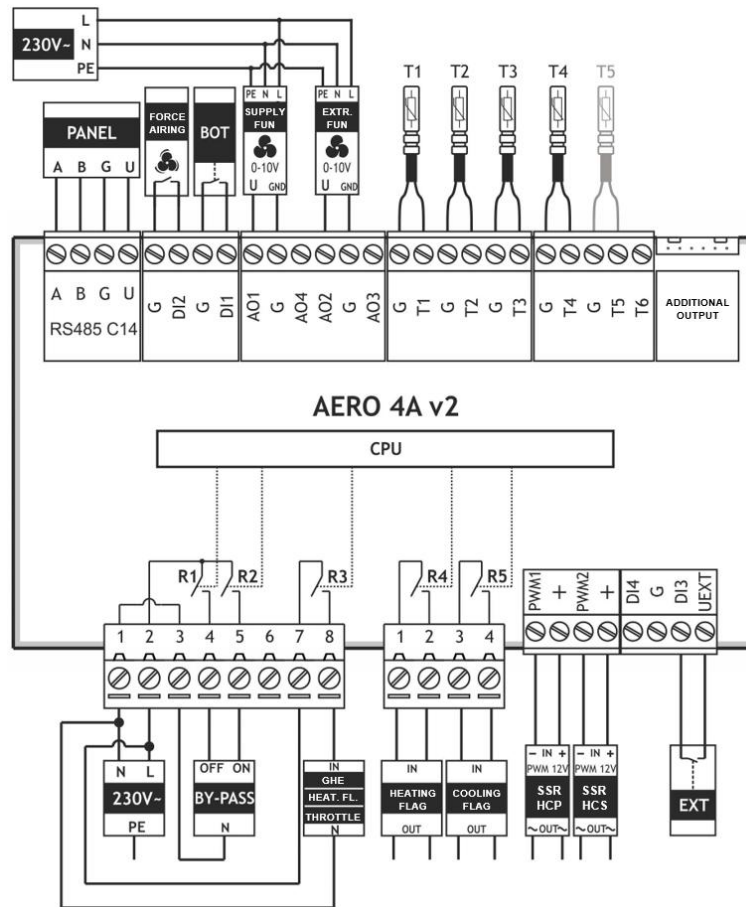 L
230V~ N
PE
T1 T2 T3 T4 T5
PE N L
PANEL
FORCE AIRING
BOT
SUPPLY FUN
EXTR. FUN
0-10V
0-10V
A B G U
U GND
U GND
A B G U
RS485 C14
G DI2 G DI1
AO1 G AO4 AO2 G AO3
G T1 G T2 G T3
G T4 G T5 T6
ADDITIONAL OUTPUT
AERO 4A v2
CPU
R1 R2 R3 R4 R5
1 2 3 4 5 6 7 8
1 2 3 4
PWM1 + PWM2 +
DI4 G DI3 UEXT
N L
230V~
PE
OFF ON
BY-PASS
N
IN
GHE
HEAT. FL.
THROTTLE
N
IN
HEATING FLAG
OUT
IN
COOLING FLAG
OUT
– IN +
PWM 12V
SSR HCP
~OUT~
– IN +
PWM 12V
SSR HCS
~OUT~
EXT